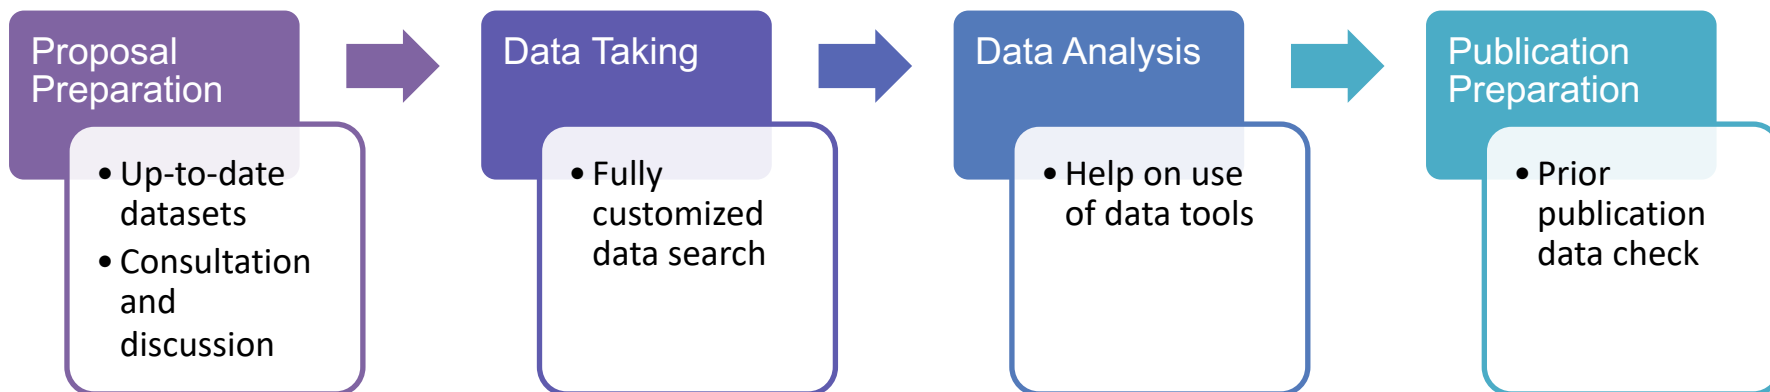 Proposal
Preparation
• Up-to-date
datasets
• Consultation
and
discussion
Data Taking
• Fully
customized
data search
Data Analysis
• Help on use
of data tools
Publication
Preparation
• Prior
publication
data check